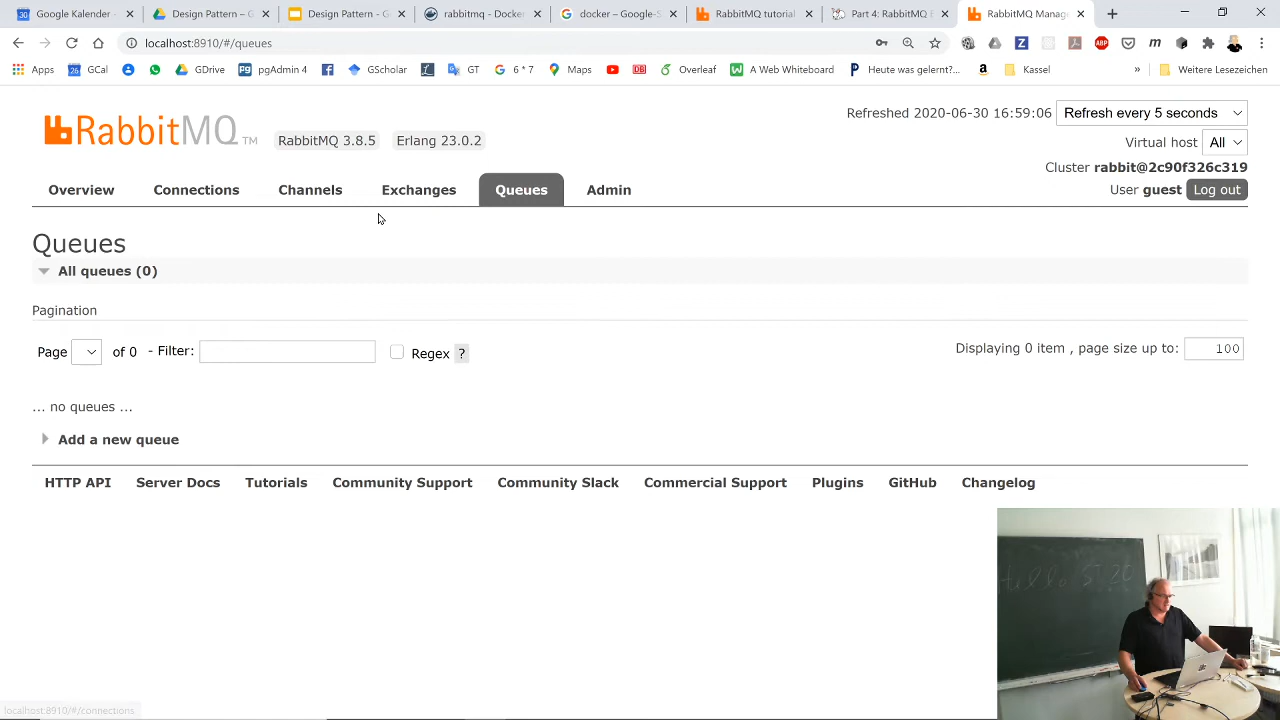 Google Kalender
Design Pattern - G
Design Pattern - G
rabbitmq - Docker
docker – Google-S
RabbitMQ tutorial
Part 4: RabbitMQ E
RabbitMQ Manag
localhost:8910/#/queues
Apps
GCal
GDrive
pgAdmin 4
GScholar
GT
6 * 7
Maps
Overleaf
A Web Whiteboard
Heute was gelern?...
Kassel
»
Weitere Lesezeichen
RabbitMQ TM
RabbitMQ 3.8.5
Erlang 23.0.2
Refreshed 2020-06-30 16:59:06
Refresh every 5 seconds
Virtual host All
Cluster rabbit@2c90f326c319
User guest Log out
Overview
Connections
Channels
Exchanges
Queues
Admin
Queues
All queues (0)
Pagination
Page of 0 - Filter:
Regex ?
Displaying 0 item , page size up to: 100
... no queues ...
Add a new queue
HTTP API
Server Docs
Tutorials
Community Support
Community Slack
Commercial Support
Plugins
GitHub
Changelog
Hello
localhost:8910/#/connections